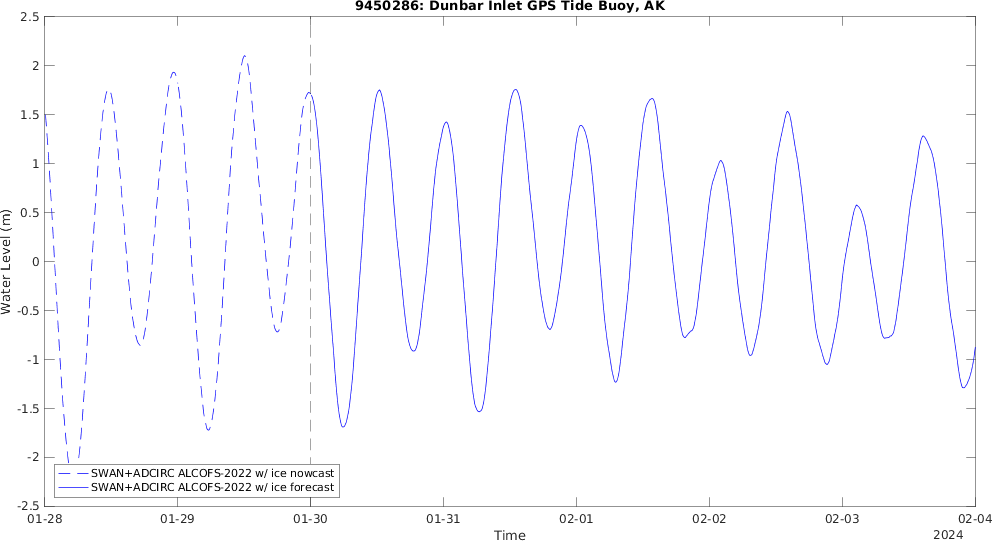 9450286: Dunbar Inlet GPS Tide Buoy, AK
2.5
2
1.5
1
0.5
0
-0.5
-1
-1.5
-2
-2.5
Water Level (m)
SWAN+ADCIRC ALCOFS-2022 w/ ice nowcast
SWAN+ADCIRC ALCOFS-2022 w/ ice forecast
01-28 01-29 01-30 01-31 02-01 02-02 02-03 02-04
Time
2024